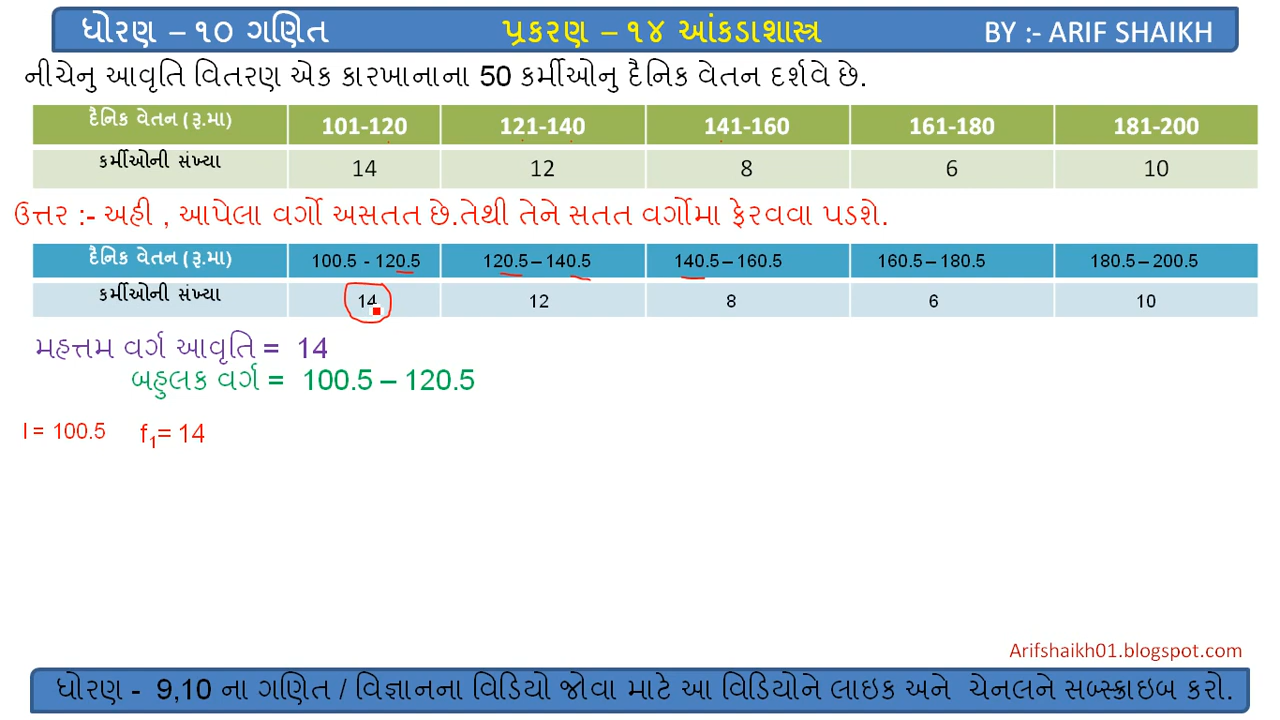 ધોરણ – ૧૦ ગણિત પ્રકરણ – ૧૪ આંકડાશાસ્ત્ર BY :- ARIF SHAIKH
નીચેનુ આવૃતિ વિતરણ એક કારખાનાના 50 કર્મીઓનુ દૈનિક વેતન દર્શવે છે.
દૈનિક વેતન ( રૂ.મા) 101-120 121-140 141-160 161-180 181-200
કર્મીઓની સંખ્યા 14 12 8 6 10
ઉત્તર :- અહી , આપેલા વર્ગો અસતત છે.તેથી તેને સતત વર્ગોમા ફેરવવા પડશે.
દૈનિક વેતન ( રૂ.મા) 100.5 - 120.5 120.5 – 140.5 140.5 – 160.5 160.5 – 180.5 180.5 – 200.5
કર્મીઓની સંખ્યા 14 12 8 6 10
મહત્તમ વર્ગ આવૃતિ = 14
બહુલક વર્ગ = 100.5 – 120.5
l = 100.5 f₁= 14
Arifshaikh01.blogspot.com
ધોરણ - 9,10 ના ગણિત / વિજ્ઞાનના વિડિયો જોવા માટે આ વિડિયોને લાઇક અને ચેનલને સબ્સ્ક્રાઇબ કરો.